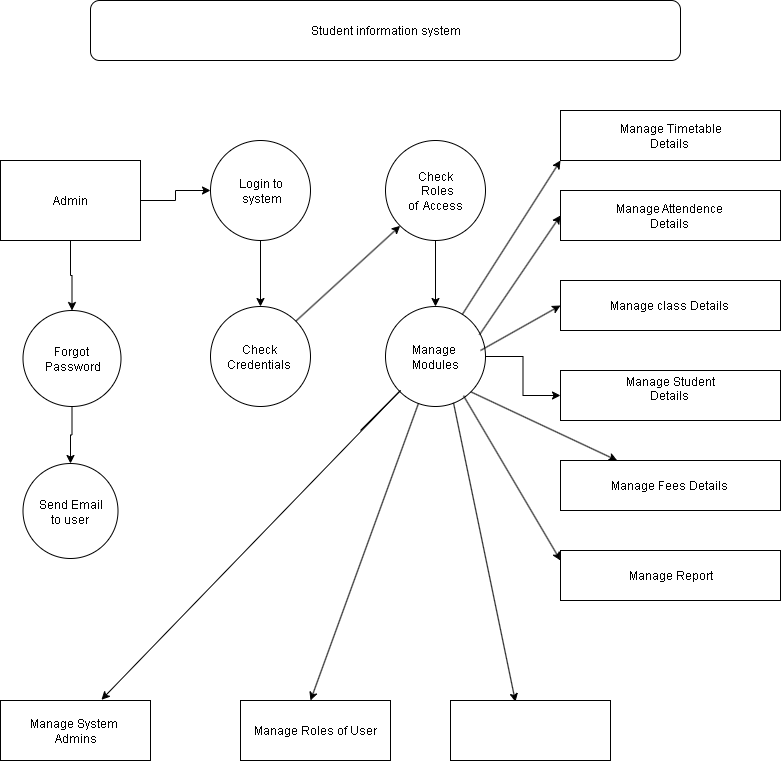 Student information system
Manage Timetable
Details
Admin
Login to
system
Check
Roles
of Access
Manage Attendence
Details
Manage class Details
Forgot
Password
Check
Credentials
Manage
Modules
Manage Student
Details
Manage Fees Details
Send Email
to user
Manage Report
Manage System
Admins
Manage Roles of User